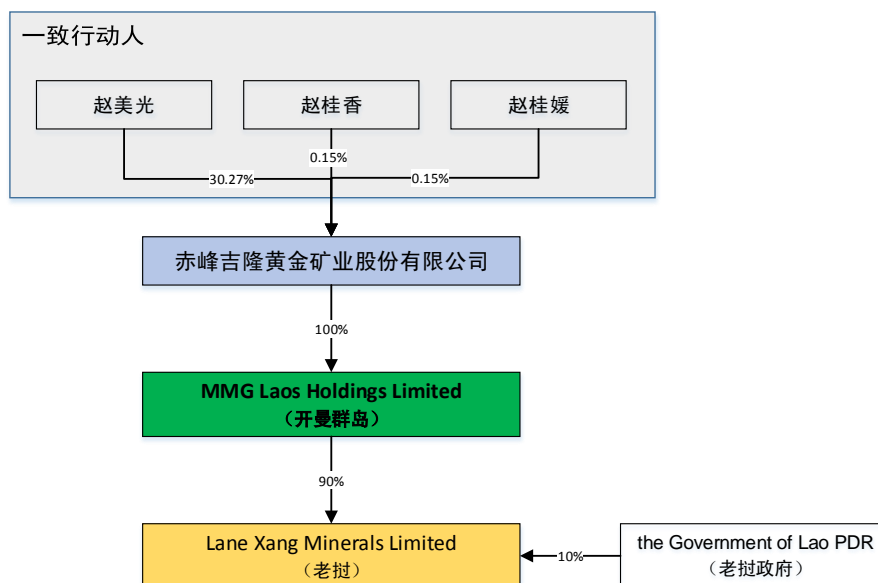 一致行动人
赵美光
赵桂香
赵桂媛
0.15%
30.27%
0.15%
赤峰吉隆黄金矿业股份有限公司
100%
MMG Laos Holdings Limited
（开曼群岛）
90%
Lane Xang Minerals Limited
（老挝）
10%
the Government of Lao PDR
（老挝政府）